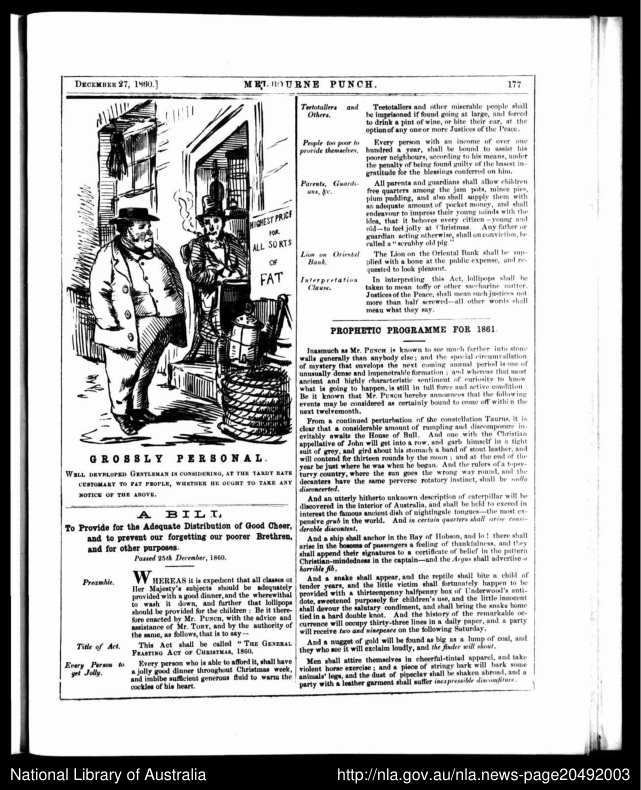 DECEMBER 27, 1860.]
MELBOURNE PUNCH.
177
HIGHEST PRICE
FOR
ALL SORTS
OF
FAT
GROSSLY PERSONAL.
WELL DEVELOPED GENTLEMAN IS CONSIDERING, AT THE TARDY RATE
CUSTOMARY TO FAT PEOPLE, WHETHER HE OUGHT TO TAKE ANY
NOTICE OF THE ABOVE.
A BILL
To Provide for the Adequate Distribution of Good Cheer,
and to prevent our forgetting our poorer Brethren,
and for other purposes.
Passed 25th December, 1860.
Preamble.
WHEREAS it is expedient that all classes of
Her Majesty's subjects should be adequately
provided with a good dinner, and the wherewithal
to wash it down, and further that lollipops
should be provided for the children: Be it there-
fore enacted by Mr. PUNCH, with the advice and
assistance of Mr. TOBY, and by the authority of
the same, as follows, that is to say—
Title of Act.
This Act shall be called "THE GENERAL
FEASTING ACT OF CHRISTMAS, 1860.
Every Person to
get Jolly.
Every person who is able to afford it, shall have
a jolly good dinner throughout Christmas week,
and imbibe sufficient generous fluid to warm the
cockles of his heart.
Teetotallers and
Others.
Teetotallers and other miserable people shall
be imprisoned if found going at large, and forced
to drink a pint of wine, or bite their ear, at the
option of any one or more Justices of the Peace.
People too poor to
provide themselves.
Every person with an income of over one
hundred a year, shall be bound to assist his
poorer neighbours, according to his means, under
the penalty of being found guilty of the basest in-
gratitude for the blessings conferred on him.
Parents, Guardi-
ans, &c.
All parents and guardians shall allow children
free quarters among the jam pots, mince pies,
plum pudding, and also shall supply them with
an adequate amount of pocket money, and shall
endeavour to impress their young minds with the
idea, that it behoves every citizen—young and
old—to feel jolly at Christmas. Any father or
guardian acting otherwise, shall on conviction, be
called a "scrubby old pig"
Lion on Oriental
Bank.
The Lion on the Oriental Bank shall be sup-
plied with a bone at the public expense, and re-
quested to look pleasant.
Interpretation
Clause.
In interpreting this Act, lollipops shall be
taken to mean toffy or other saccharine matter.
Justices of the Peace, shall mean such justices not
more than half screwed—all other words shall
mean what they say.
PROPHETIC PROGRAMME FOR 1861.
Inasmuch as Mr. PUNCH is known to see much further into stone
walls generally than anybody else; and the special circumvallation
of mystery that envelops the next coming annual period is one of
unusually dense and impenetrable formation; and whereas that most
ancient and highly characteristic sentiment of curiosity to know
what is going to happen, is still in full force and active condition.
Be it known that Mr. PUNCH hereby announces that the following
events may be considered as certainly bound to come off within the
next twelvemonth.
From a continued perturbation of the constellation Taurus, it is
clear that a considerable amount of rumpling and discomposure in-
evitably awaits the House of Bull. And one with the Christian
appellative of John will get into a row, and garb himself in a tight
suit of grey, and gird about his stomach a band of stout leather, and
will contend for thirteen rounds by the moon; and at the end of the
year be just where he was when he began. And the rulers of a topsy-
turvy country, where the sun goes the wrong way round, and the
decanters have the same perverse rotatory instinct, shall be sadly
disconcerted.
And an utterly hitherto unknown description of caterpillar will be
discovered in the interior of Australia, and shall be held to exceed in
interest the famous ancient dish of nightingale tongues—the most ex-
pensive grub in the world. And in certain quarters shall arise consi-
derable discontent.
And a ship shall anchor in the Bay of Hobson, and lo! there shall
arise in the bosoms of passengers a feeling of thankfulness, and they
shall append their signatures to a certificate of belief in the pattern
Christian-mindedness in the captain—and the Argus shall advertise a
horrible fib.
And a snake shall appear, and the reptile shall bite a child of
tender years, and the little victim shall fortunately happen to be
provided with a thirteenpenny halfpenny box of Underwood's anti-
dote, sweetened purposely for children's use, and the little innocent
shall devour the salutary condiment, and shall bring the snake home
tied in a hard double knot. And the history of the remarkable oc-
currence will occupy thirty-three lines in a daily paper, and a party
will receive two and ninepence on the following Saturday.
And a nugget of gold will be found as big as a lump of coal, and
they who see it will exclaim loudly, and the finder will shout.
Men shall attire themselves in cheerful-tinted apparel, and take
violent horse exercise; and a piece of stringy bark will bark some
animals' legs, and the dust of pipeclay shall be shaken abroad, and a
party with a leather garment shall suffer inexpressible discomfiture.
National Library of Australia
http://nla.gov.au/nla.news-page20492003